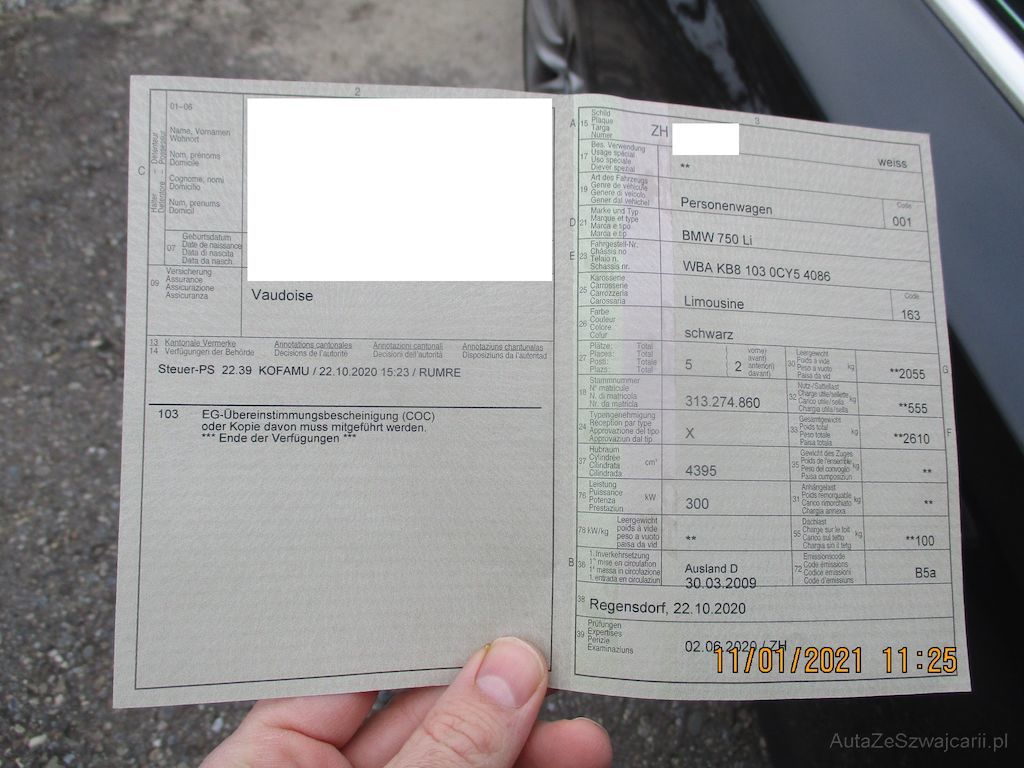 2
01–06
Name, Vornamen
Wohnort
Nom, prénoms
Domicile
Cognome, nomi
Domicilio
Num, prenums
Domicil
C
Halter
Détenteur
Detentore
07
Geburtsdatum
Date de naissance
Data di nascita
Data da nasch.
09
Versicherung
Assurance
Assicurazione
Assicuranza
Vaudoise
13 Kantonale Vermerke Annotations cantonales Annotazioni cantonali Annotaziuns chantunalas
14 Verfügungen der Behörde Décisions de l'autorité Decisioni dell'autorità Disposiziuns da l'autoritad
Steuer-PS 22.39 KOFAMU / 22.10.2020 15:23 / RUMRE
103 EG-Übereinstimmungsbescheinigung (COC)
oder Kopie davon muss mitgeführt werden.
*** Ende der Verfügungen ***
3
A 15
Schild
Plaque
Targa
Numer
ZH
weiss
17
Bes. Verwendung
Usage spécial
Uso speciale
Diever spezial
**
19
Art des Fahrzeugs
Genre de véhicule
Genere di veicolo
Gener dal vehichel
Personenwagen
Code
001
D 21
Marke und Typ
Marque et type
Marca e tipo
Marca e tip
BMW 750 Li
E 23
Fahrgestell-Nr.
Châssis no
Telaio n.
Schassis nr.
WBA KB8 103 0CY5 4086
25
Karosserie
Carrosserie
Carrozzeria
Carossaria
Limousine
Code
163
26
Farbe
Couleur
Colore
Colur
schwarz
27
Plätze: Total
Places: Total
Posti: Totale
Plazs: Total
5
2
vorne)
avant)
anteriori)
davant)
30
Leergewicht
Poids à vide
Peso a vuoto
Paisa da vid
kg
**2055
G
18
Stammnummer
N° matricule
N. di matricola
Nr. da matricla
313.274.860
32
Nutz-/Sattellast
Charge utile/sellette
Carico utile/sella
Chargia utila/sella
kg
**555
24
Typengenehmigung
Réception par type
Approvazione del tipo
Approvaziun dal tip
X
33
Gesamtgewicht
Poids total
Peso totale
Paisa totala
kg
**2610
F
37
Hubraum
Cylindrée
Cilindrata
Cilindrada
cm³
4395
35
Gewicht des Zuges
Poids de l'ensemble
Peso del convoglio
Paisa cumposiziun
kg
**
76
Leistung
Puissance
Potenza
Prestaziun
kW
300
31
Anhängelast
Poids remorquable
Carico rimorchiato
Chargia annexa
kg
**
78 kW/kg
Leergewicht
poids à vide
peso a vuoto
paisa da vid
**
55
Dachlast
Charge sur le toit
Carico sul tetto
Chargia sin il tetg
kg
**100
B 36
1. Inverkehrsetzung
1re mise en circulation
1a messa in circolazione
1. entrada en circulaziun
Ausland D
30.03.2009
72
Emissionscode
Code émissions
Codice emissioni
Code d'emissiuns
B5a
38
Regensdorf, 22.10.2020
39
Prüfungen
Expertises
Perizie
Examinaziuns
02.06.2020 / ZH
11/01/2021 11:25
AutaZeSzwajcarii.pl